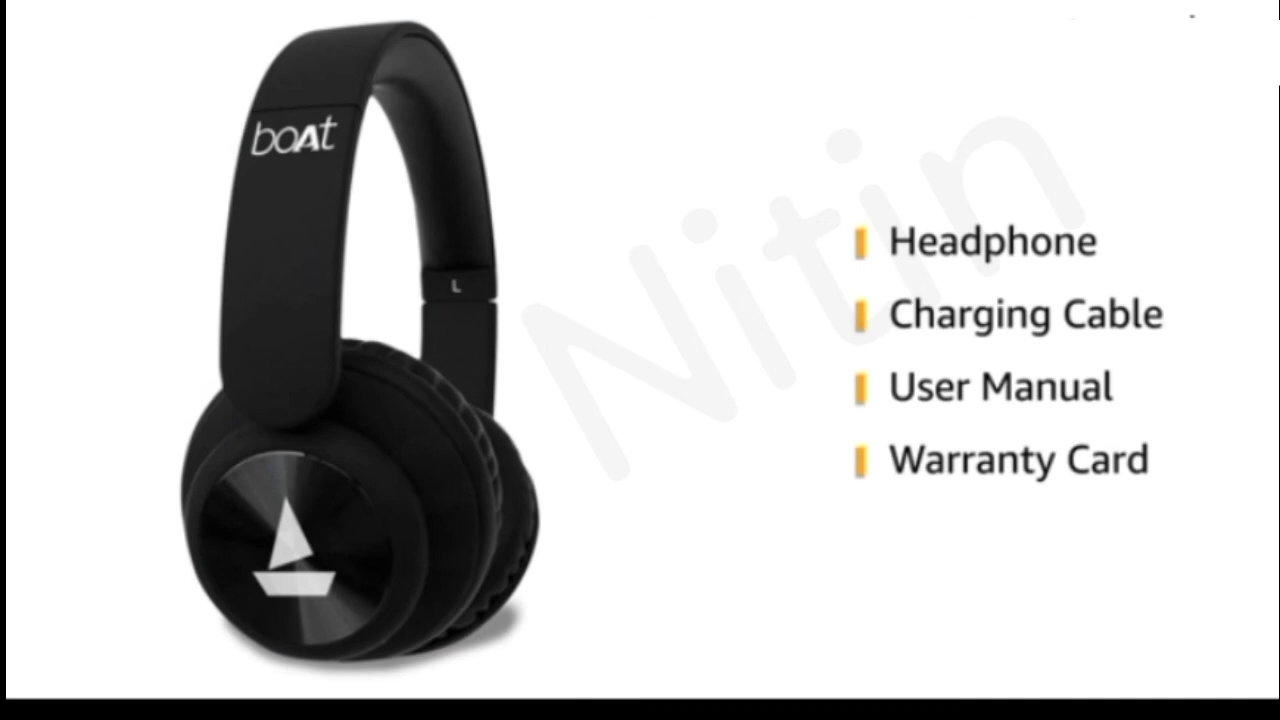 boAt
L
Nitin
Headphone
Charging Cable
User Manual
Warranty Card